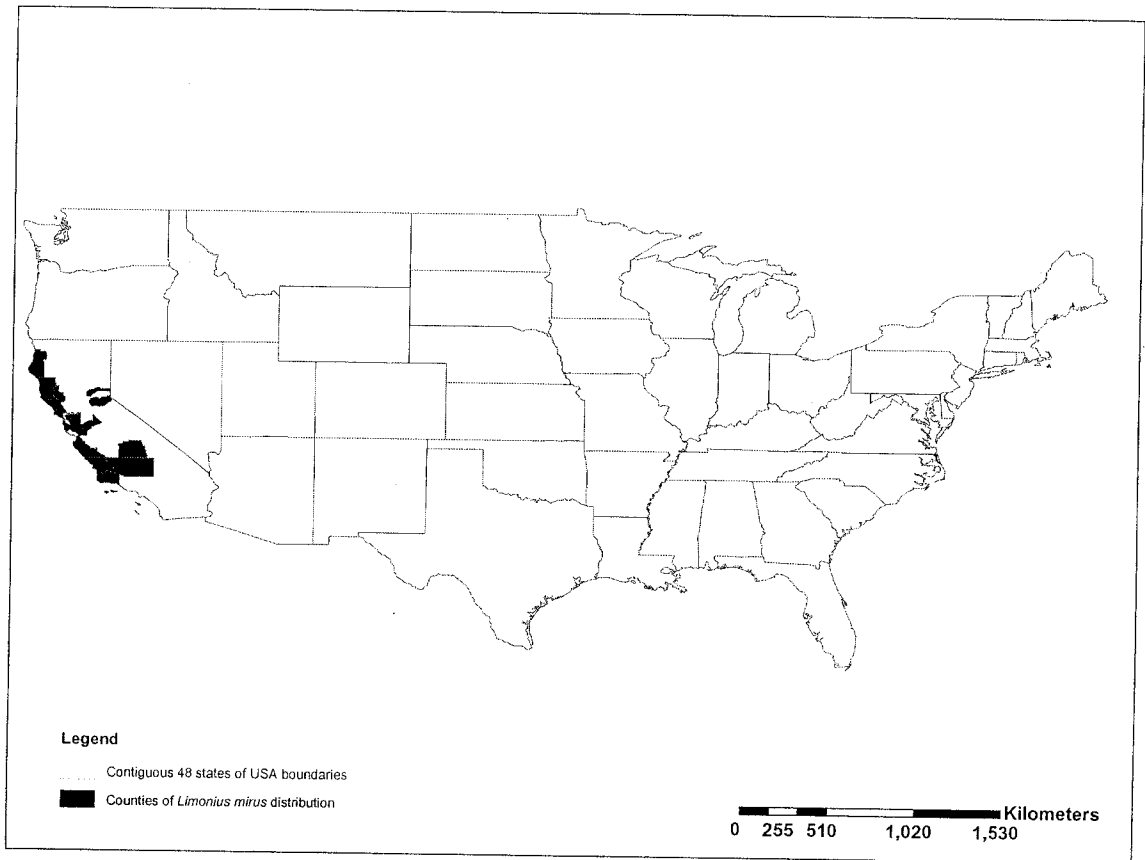 Legend
Contiguous 48 states of USA boundaries
Counties of Limonius mirus distribution
Kilometers
0 255 510 1,020 1,530